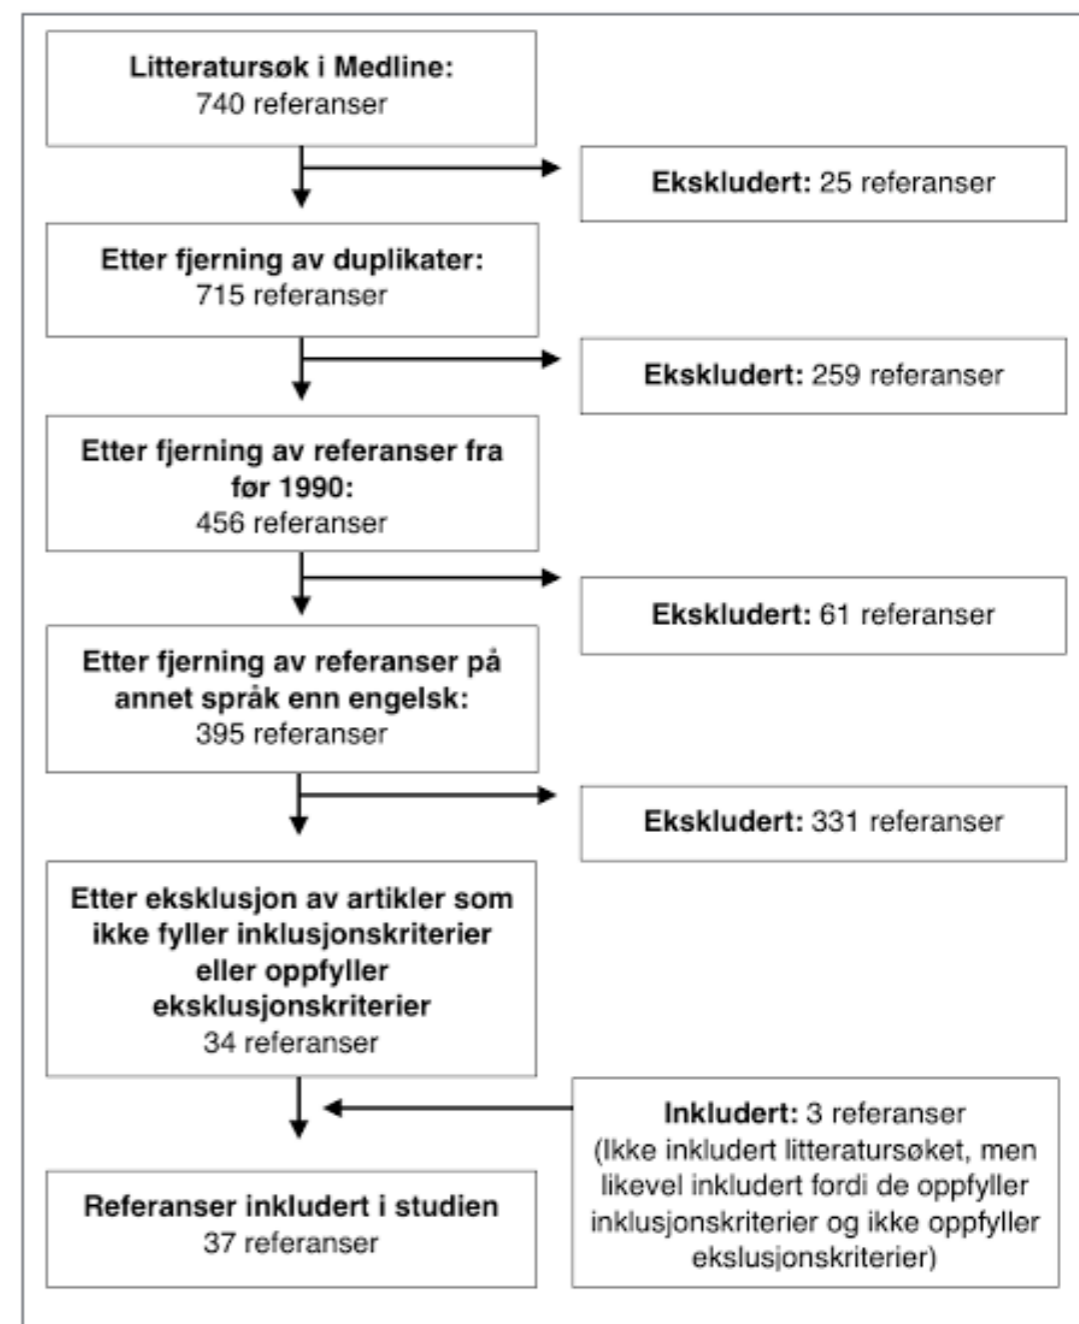 Litteratursøk i Medline:
740 referanser
Ekskludert: 25 referanser
Etter fjerning av duplikater:
715 referanser
Ekskludert: 259 referanser
Etter fjerning av referanser fra
før 1990:
456 referanser
Ekskludert: 61 referanser
Etter fjerning av referanser på
annet språk enn engelsk:
395 referanser
Ekskludert: 331 referanser
Etter eksklusjon av artikler som
ikke fyller inklusjonskriterier
eller oppfyller
eksklusjonskriterier
34 referanser
Inkludert: 3 referanser
(Ikke inkludert litteratursøket, men
likevel inkludert fordi de oppfyller
inklusjonskriterier og ikke oppfyller
ekslusjonskriterier)
Referanser inkludert i studien
37 referanser